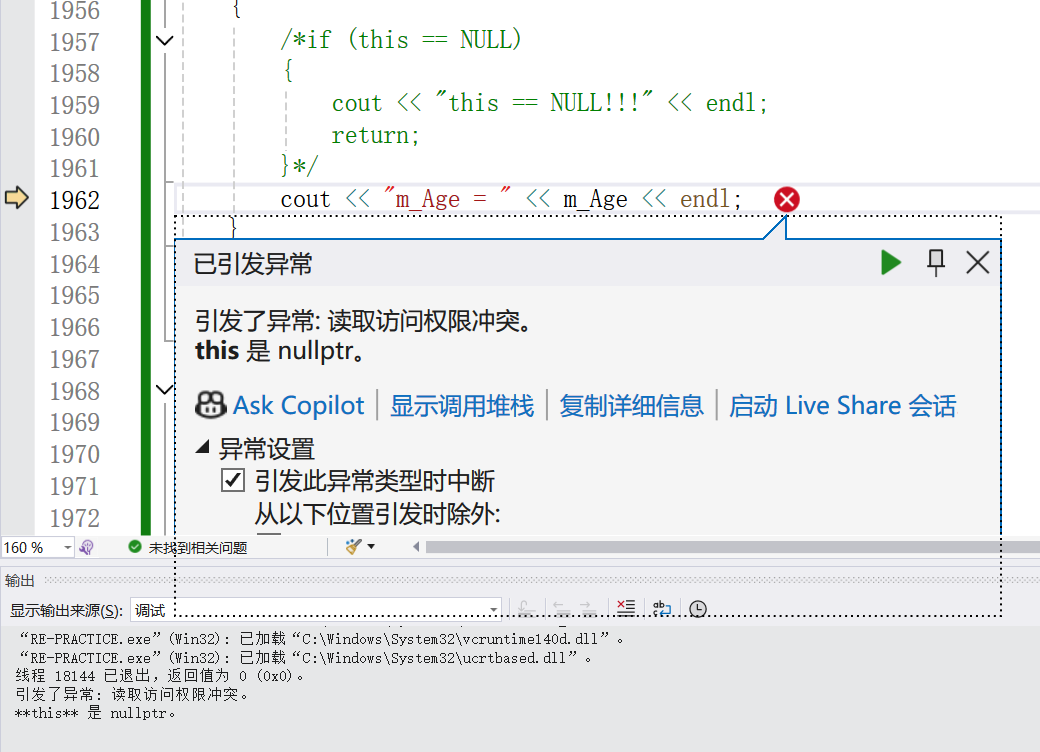 1956 {
1957 /*if (this == NULL)
1958 {
1959 cout << "this == NULL!!!" << endl;
1960 return;
1961 }*/
1962 cout << "m_Age = " << m_Age << endl;
1963 }
1964 已引发异常
1965
1966 引发了异常: 读取访问权限冲突。
1967 this 是 nullptr。
1968
1969 Ask Copilot 显示调用堆栈 复制详细信息 启动 Live Share 会话
1970 异常设置
1971 引发此异常类型时中断
1972 从以下位置引发时除外:
160 % 未找到相关问题
输出
显示输出来源(S): 调试
“RE-PRACTICE.exe”(Win32): 已加载“C:\Windows\System32\vcruntime140d.dll”。
“RE-PRACTICE.exe”(Win32): 已加载“C:\Windows\System32\ucrtbased.dll”。
线程 18144 已退出，返回值为 0 (0x0)。
引发了异常: 读取访问权限冲突。
**this** 是 nullptr。